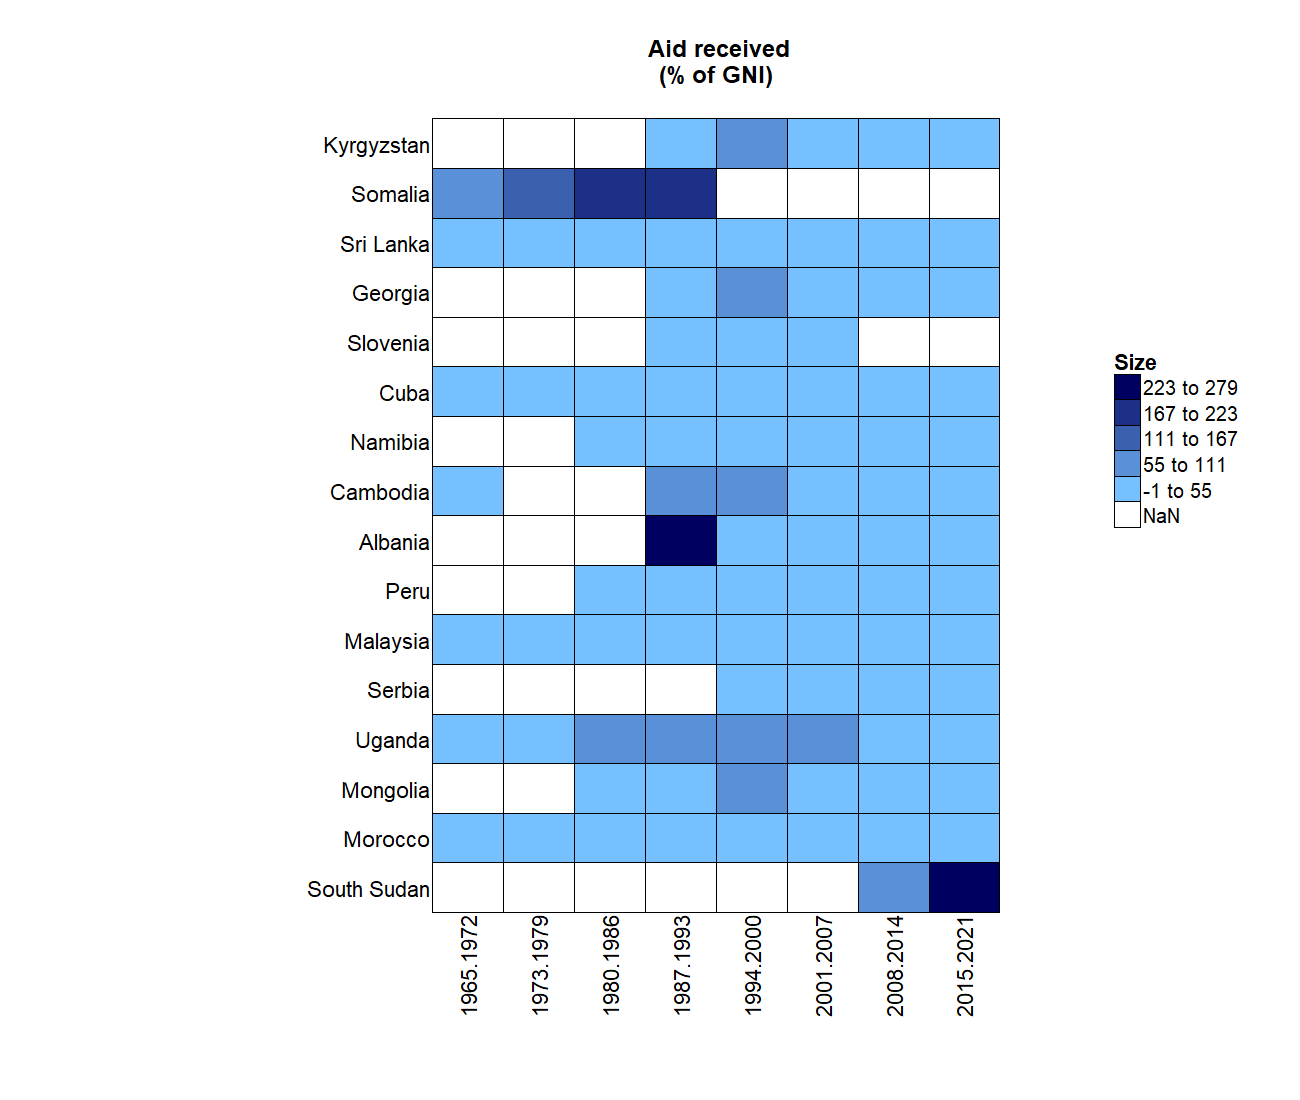 Aid received
(% of GNI)
Kyrgyzstan
Somalia
Sri Lanka
Georgia
Slovenia
Cuba
Namibia
Cambodia
Albania
Peru
Malaysia
Serbia
Uganda
Mongolia
Morocco
South Sudan
1965.1972
1973.1979
1980.1986
1987.1993
1994.2000
2001.2007
2008.2014
2015.2021
Size
223 to 279
167 to 223
111 to 167
55 to 111
-1 to 55
NaN